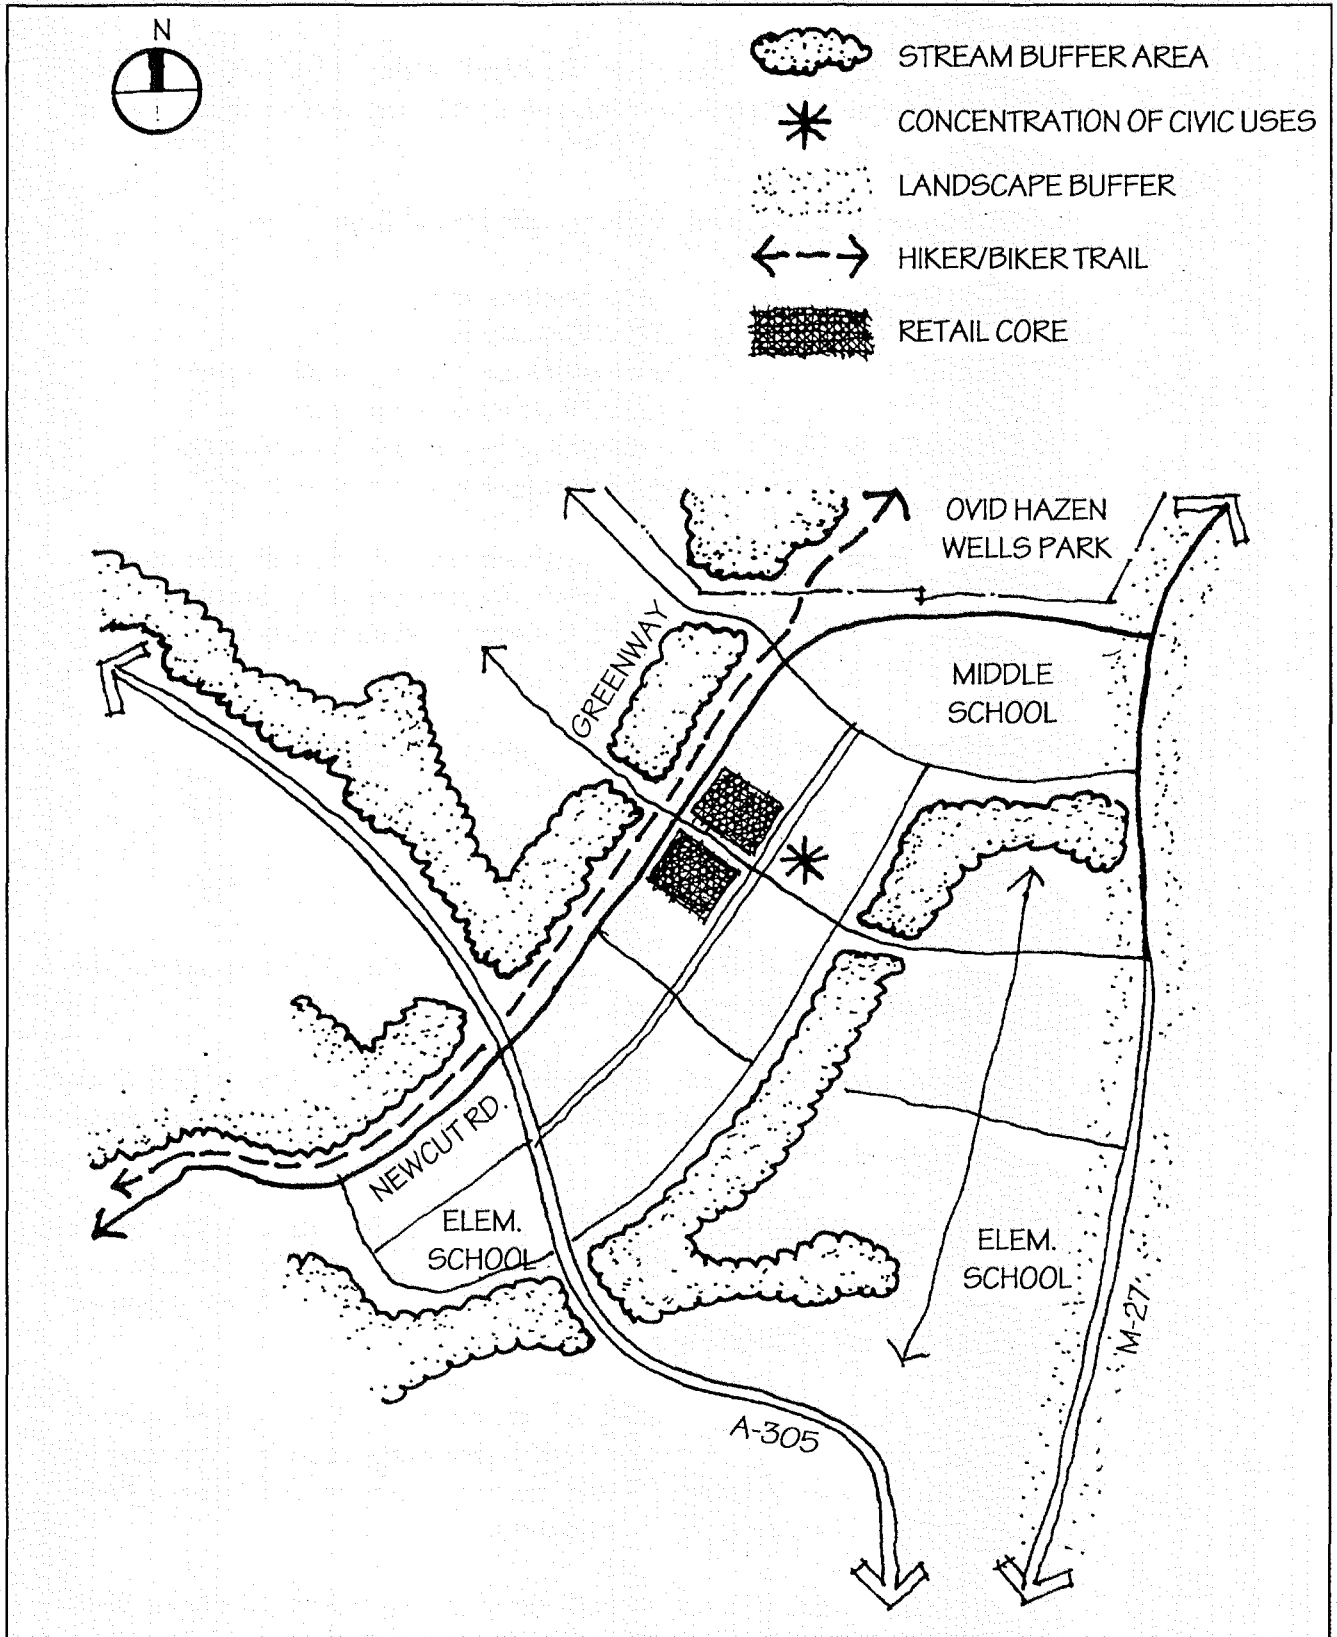 N
STREAM BUFFER AREA
CONCENTRATION OF CIVIC USES
LANDSCAPE BUFFER
HIKER/BIKER TRAIL
RETAIL CORE
OVID HAZEN
WELLS PARK
GREENWAY
MIDDLE
SCHOOL
NEWCUT RD.
ELEM.
SCHOOL
ELEM.
SCHOOL
M-27
A-305